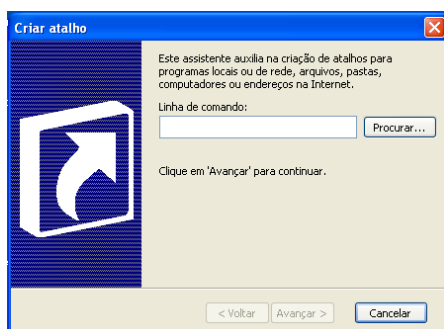 Criar atalho
Este assistente auxilia na criação de atalhos para
programas locais ou de rede, arquivos, pastas,
computadores ou endereços na Internet.
Linha de comando:
Procurar...
Clique em 'Avançar' para continuar.
< Voltar
Avançar >
Cancelar